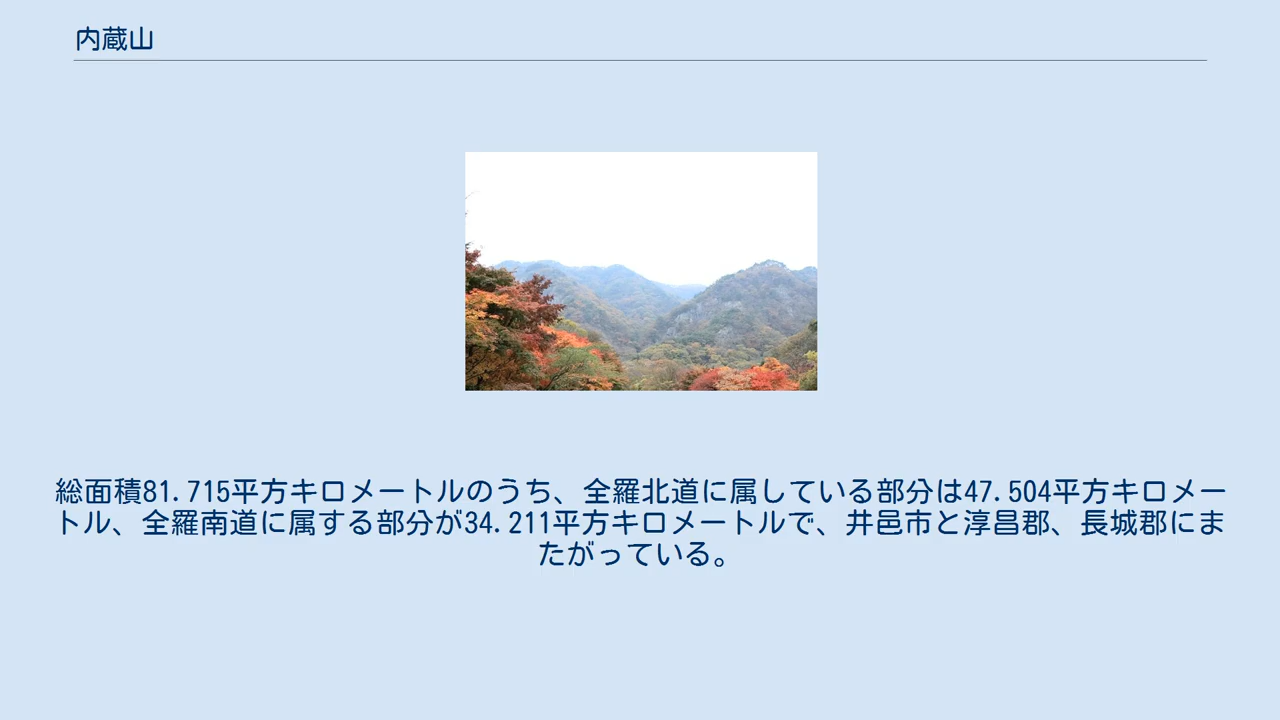 内蔵山
総面積81.715平方キロメートルのうち、全羅北道に属している部分は47.504平方キロメー
トル、全羅南道に属する部分が34.211平方キロメートルで、井邑市と淳昌郡、長城郡にま
たがっている。